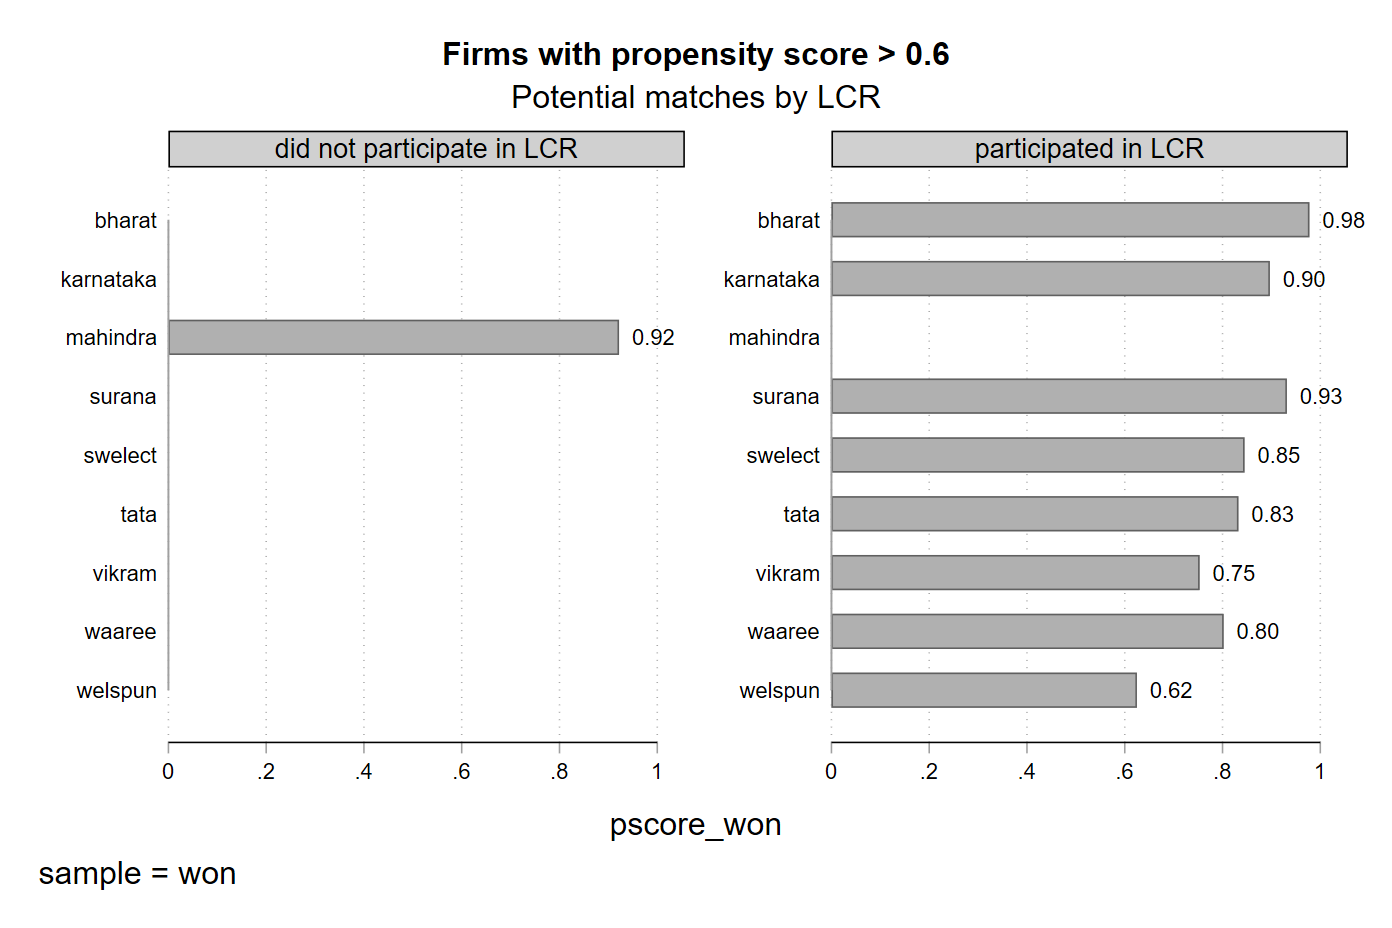 Firms with propensity score > 0.6
Potential matches by LCR
did not participate in LCR
bharat
karnataka
mahindra 0.92
surana
swelect
tata
vikram
waaree
welspun
0 .2 .4 .6 .8 1
participated in LCR
bharat 0.98
karnataka 0.90
mahindra
surana 0.93
swelect 0.85
tata 0.83
vikram 0.75
waaree 0.80
welspun 0.62
0 .2 .4 .6 .8 1
pscore_won
sample = won